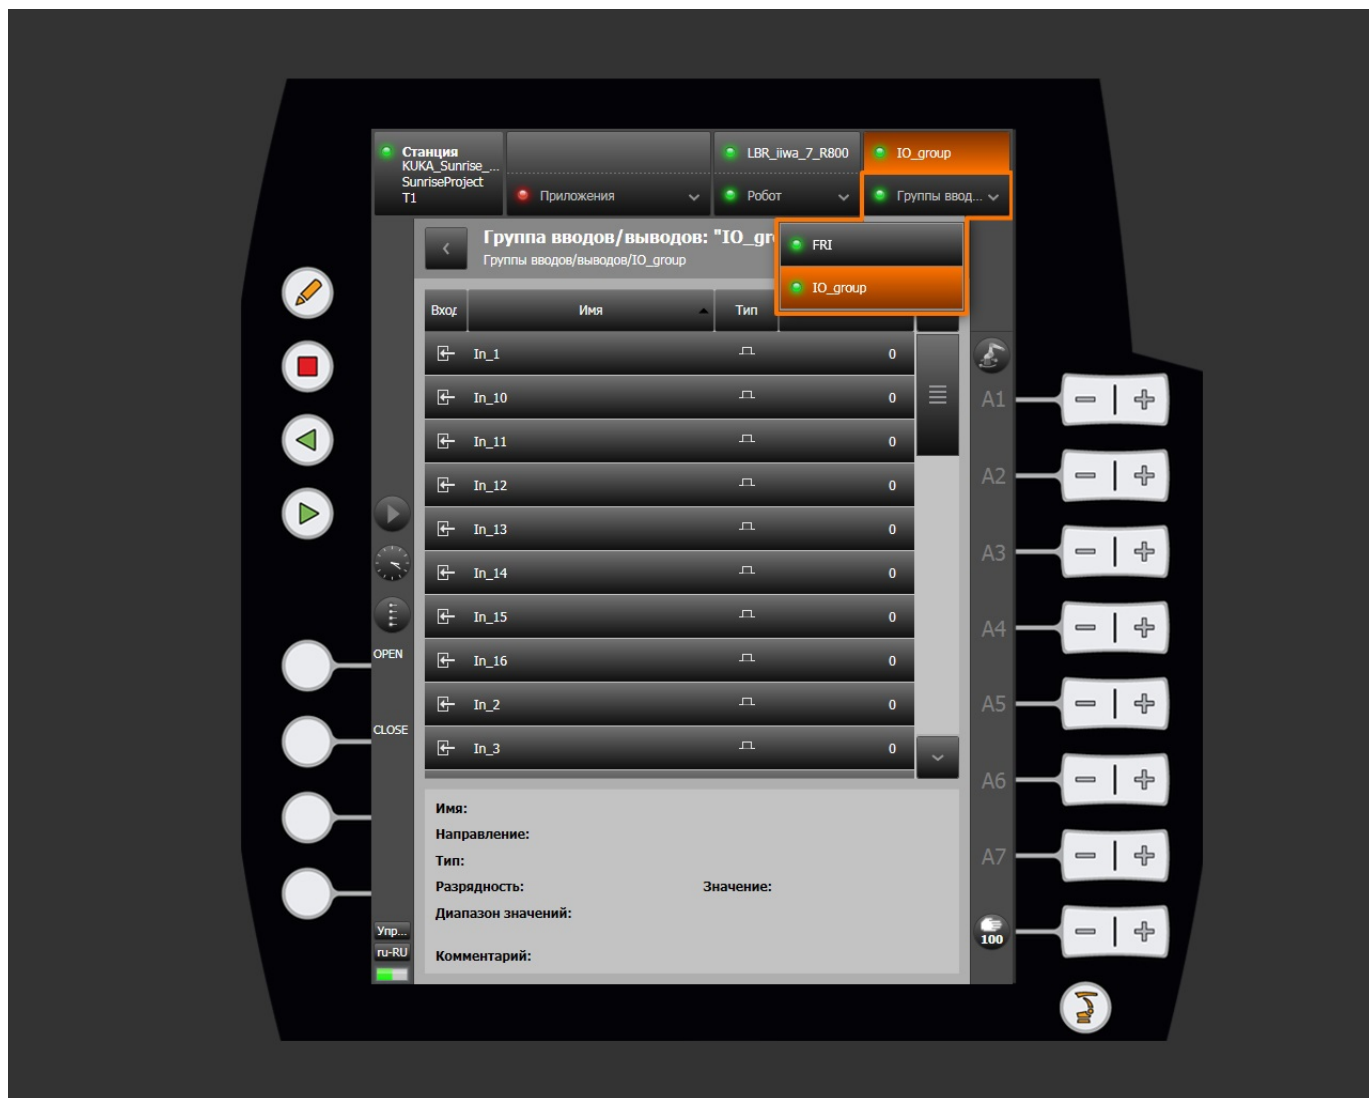 Станция
KUKA_Sunrise_...
SunriseProject
T1
Приложения
LBR_iiwa_7_R800
Робот
IO_group
Группы ввод...
FRI
IO_group
Группа вводов/выводов: "IO_gr
Группы вводов/выводов/IO_group
Вход
Имя
Тип
In_1 0
In_10 0
In_11 0
In_12 0
In_13 0
In_14 0
In_15 0
In_16 0
In_2 0
In_3 0
OPEN
CLOSE
Имя:
Направление:
Тип:
Разрядность: Значение:
Диапазон значений:
Комментарий:
Упр...
ru-RU
A1
A2
A3
A4
A5
A6
A7
100